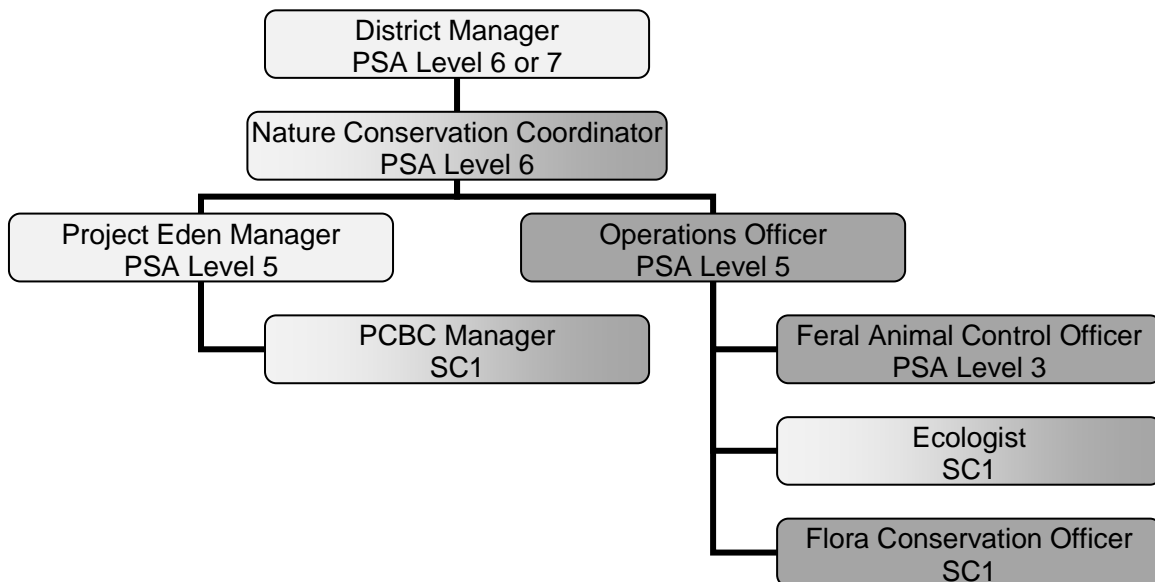 District Manager
PSA Level 6 or 7
Nature Conservation Coordinator
PSA Level 6
Project Eden Manager
PSA Level 5
Operations Officer
PSA Level 5
PCBC Manager
SC1
Feral Animal Control Officer
PSA Level 3
Ecologist
SC1
Flora Conservation Officer
SC1